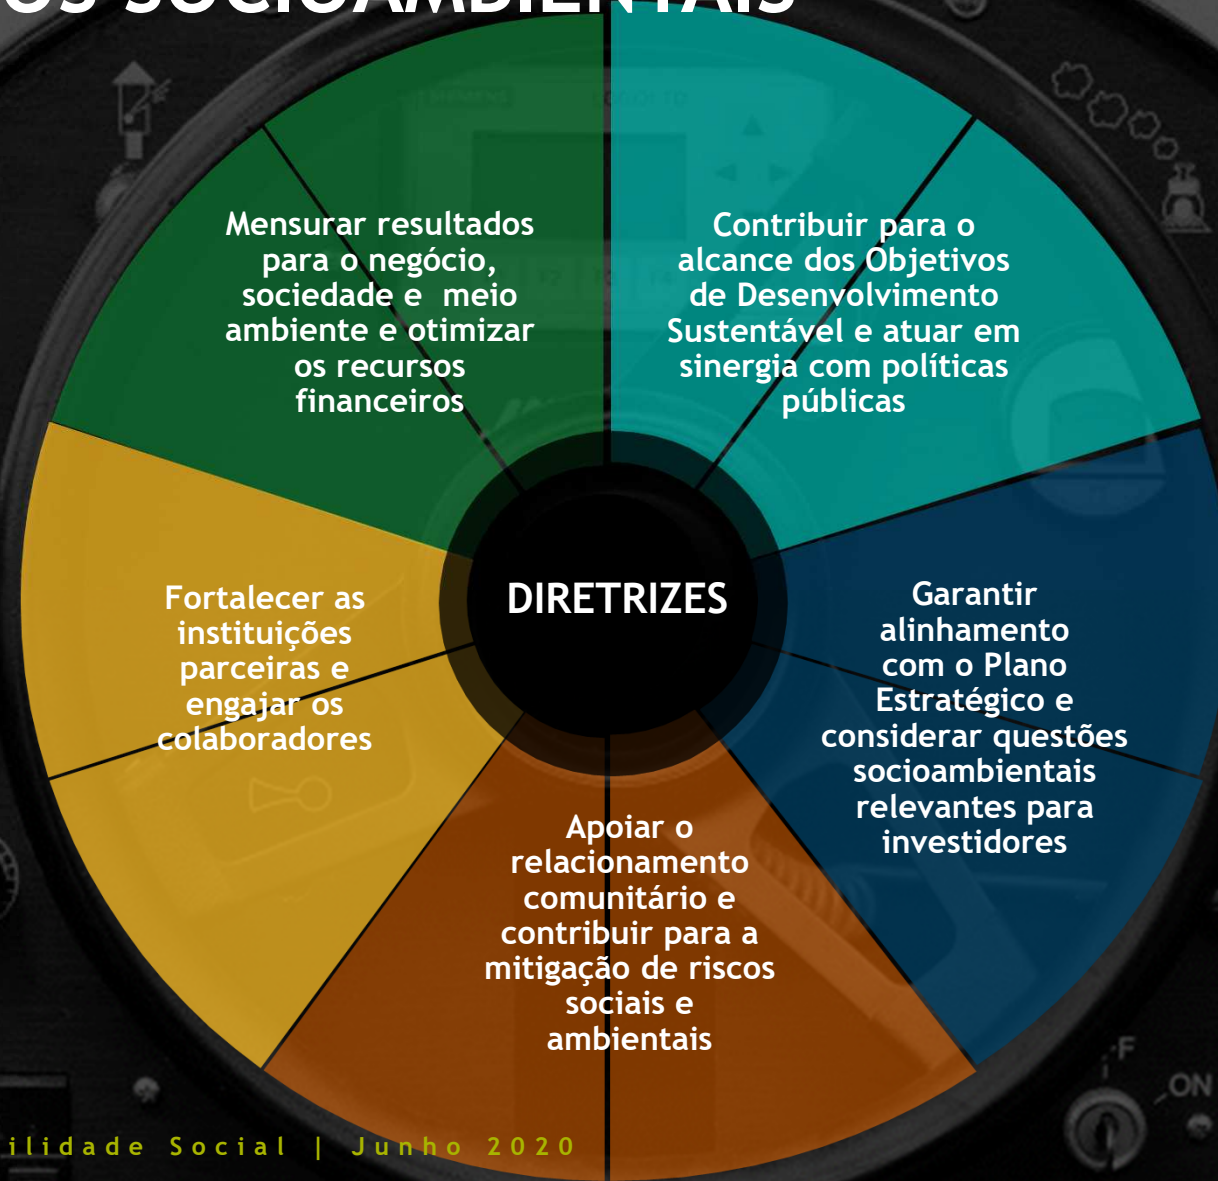 OS SOCIOAMBIENTAIS
Mensurar resultados
para o negócio,
sociedade e meio
ambiente e otimizar
os recursos
financeiros
Contribuir para o
alcance dos Objetivos
de Desenvolvimento
Sustentável e atuar em
sinergia com políticas
públicas
Fortalecer as
instituições
parceiras e
engajar os
colaboradores
DIRETRIZES
Garantir
alinhamento
com o Plano
Estratégico e
considerar questões
socioambientais
relevantes para
investidores
Apoiar o
relacionamento
comunitário e
contribuir para a
mitigação de riscos
sociais e
ambientais
F
ON
ilidade Social | Junho 2020